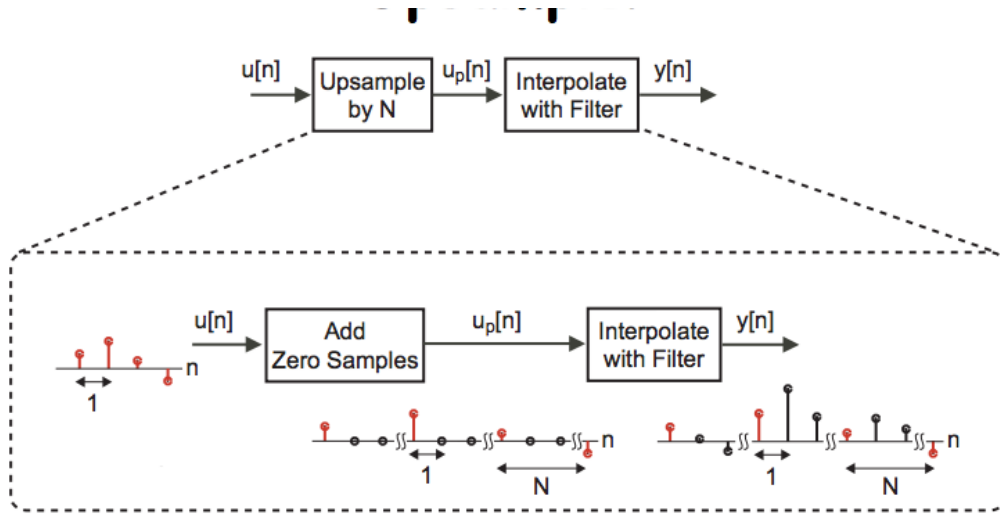 u[n]
Upsample
by N
up[n]
Interpolate
with Filter
y[n]
u[n]
Add
Zero Samples
up[n]
Interpolate
with Filter
y[n]
n
1
n
1
N
n
1
N